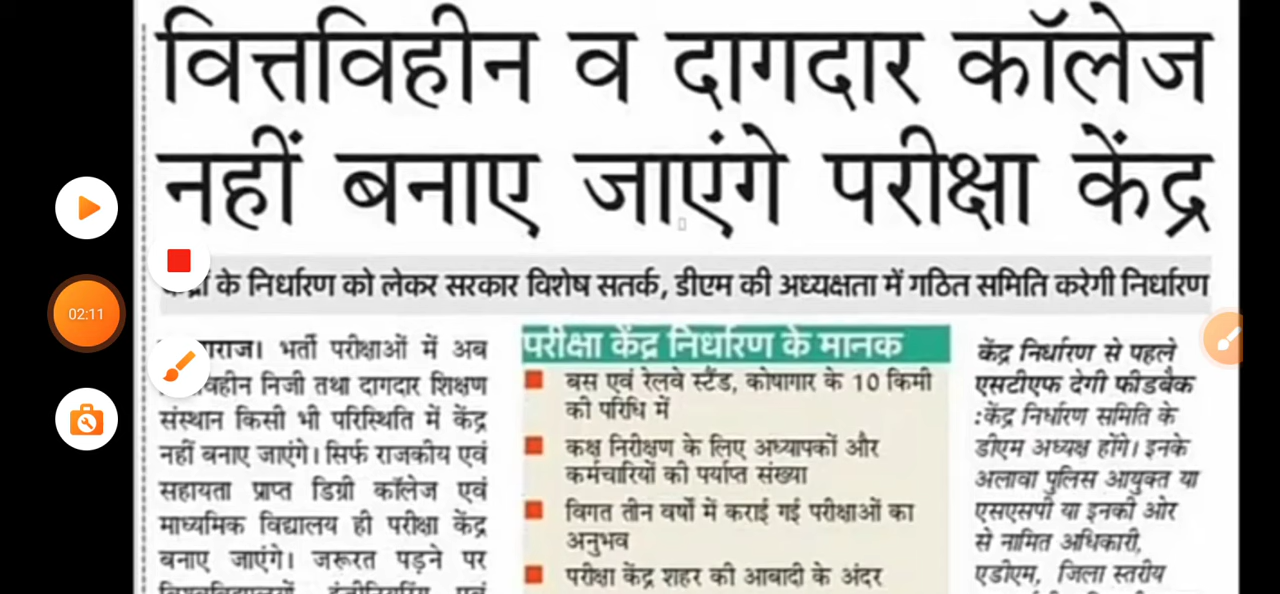 वित्तविहीन व दागदार कॉलेज
नहीं बनाए जाएंगे परीक्षा केंद्र
के निर्धारण को लेकर सरकार विशेष सतर्क, डीएम की अध्यक्षता में गठित समिति करेगी निर्धारण
भर्ती परीक्षाओं में अब
निजी तथा दागदार शिक्षण
संस्थान किसी भी परिस्थिति में केंद्र
नहीं बनाए जाएंगे। सिर्फ राजकीय एवं
सहायता प्राप्त डिग्री कॉलेज एवं
माध्यमिक विद्यालय ही परीक्षा केंद्र
बनाए जाएंगे। जरूरत पड़ने पर
परीक्षा केंद्र निर्धारण के मानक
बस एवं रेलवे स्टैंड, कोषागार के 10 किमी
की परिधि में
कक्ष निरीक्षण के लिए अध्यापकों और
कर्मचारियों की पर्याप्त संख्या
विगत तीन वर्षों में कराई गई परीक्षाओं का
अनुभव
परीक्षा केंद्र शहर की आबादी के अंदर
केंद्र निर्धारण से पहले
एसटीएफ देगी फीडबैक
:केंद्र निर्धारण समिति के
डीएम अध्यक्ष होंगे। इनके
अलावा पुलिस आयुक्त या
एसएसपी या इनकी ओर
से नामित अधिकारी,
एडीएम, जिला स्तरीय
02:11